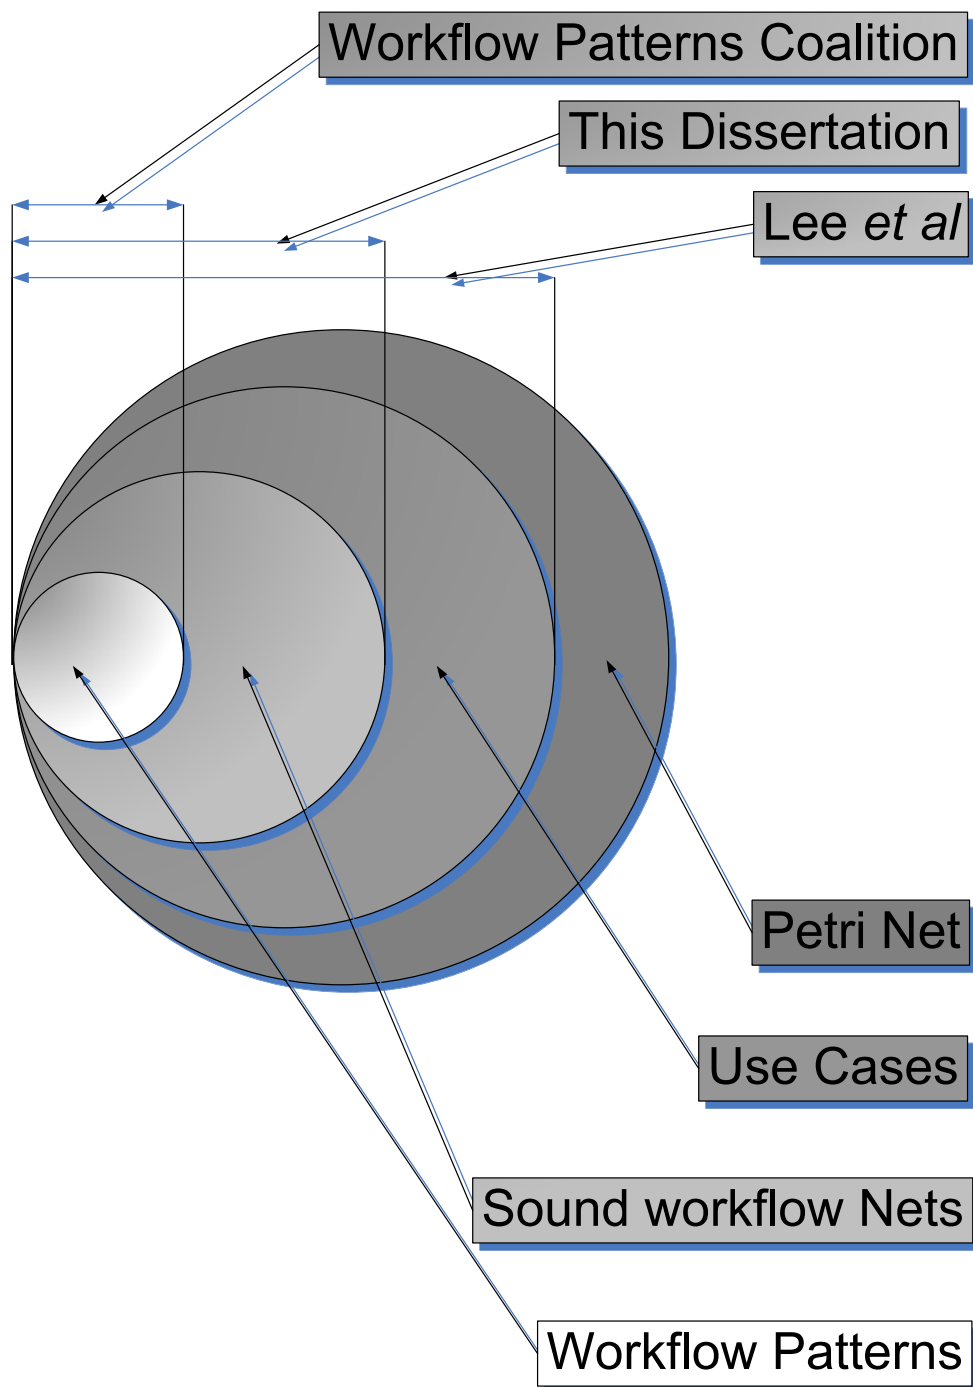 Workflow Patterns Coalition
This Dissertation
Lee et al
Petri Net
Use Cases
Sound workflow Nets
Workflow Patterns